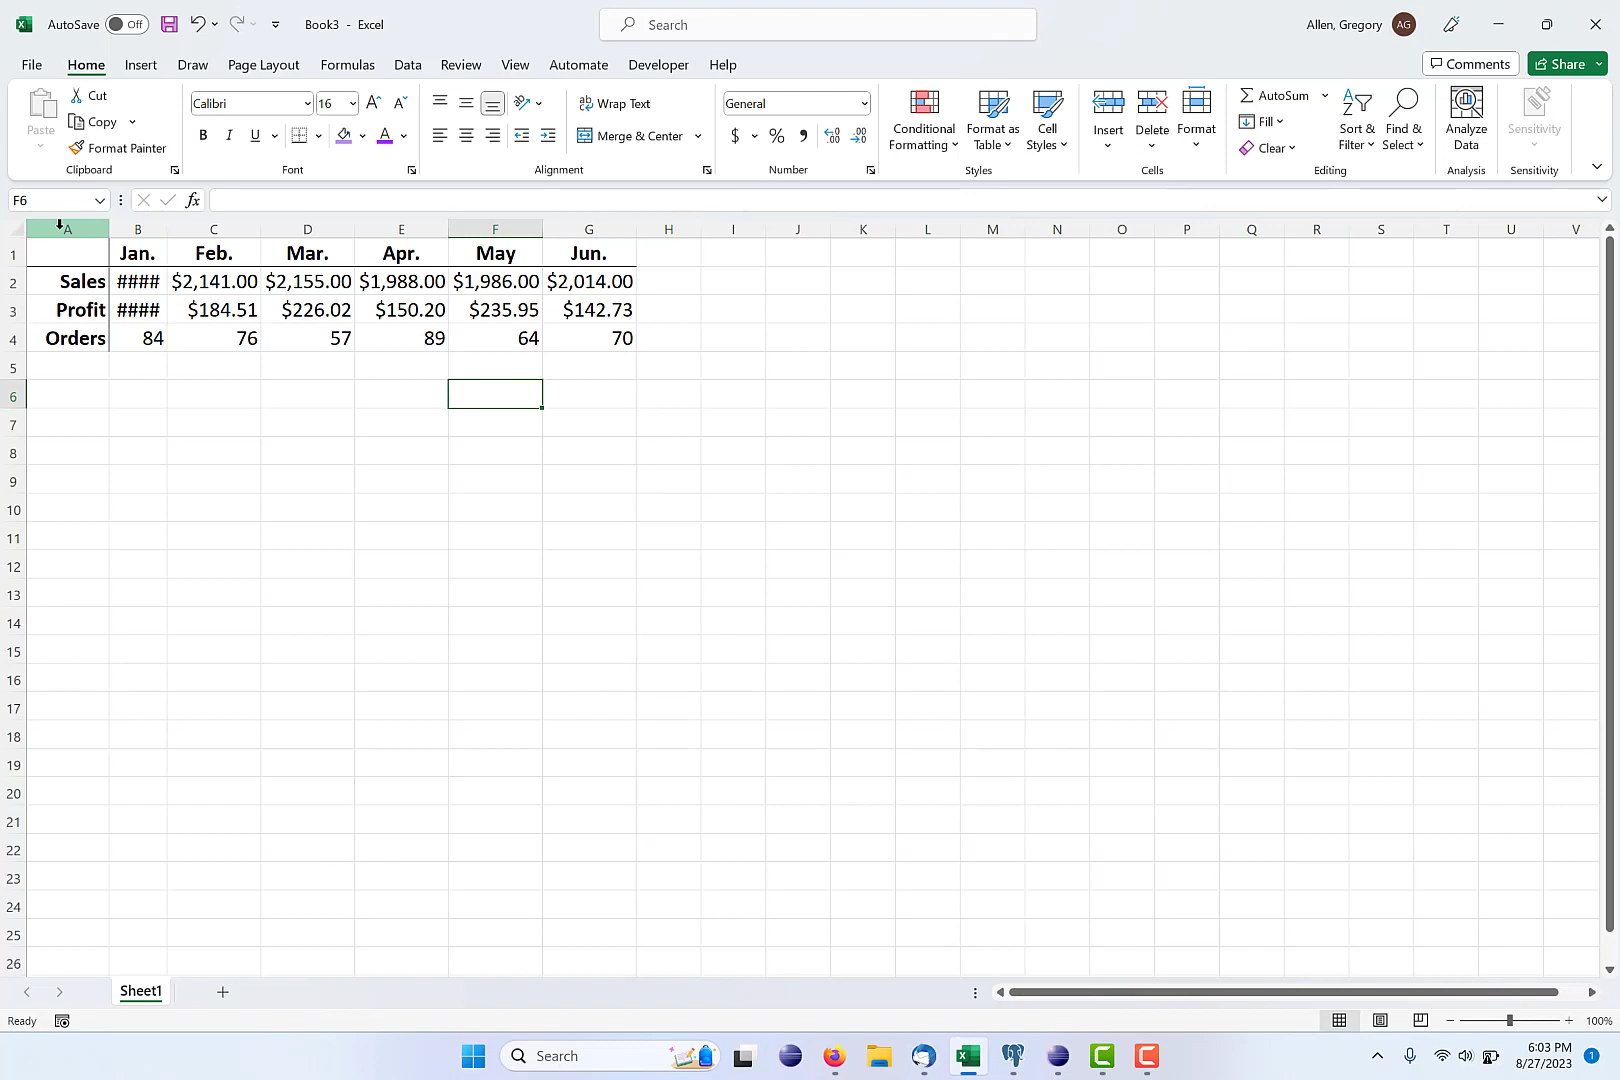 AutoSave Off Book3 - Excel Search Allen, Gregory AG
File Home Insert Draw Page Layout Formulas Data Review View Automate Developer Help Comments Share
Paste Cut Copy Format Painter Clipboard
Calibri 16 B I U A Font
Wrap Text Merge & Center Alignment
General $ % Number
Conditional Formatting Format as Table Cell Styles Styles
Insert Delete Format Cells
AutoSum Fill Clear Sort & Filter Find & Select Editing
Analyze Data Analysis
Sensitivity Sensitivity
F6 fx
A B C D E F G H I J K L M N O P Q R S T U V
1 Jan. Feb. Mar. Apr. May Jun.
2 Sales #### $2,141.00 $2,155.00 $1,988.00 $1,986.00 $2,014.00
3 Profit #### $184.51 $226.02 $150.20 $235.95 $142.73
4 Orders 84 76 57 89 64 70
5
6
7
8
9
10
11
12
13
14
15
16
17
18
19
20
21
22
23
24
25
26
Sheet1
Ready 100%
Search 6:03 PM
8/27/2023 1